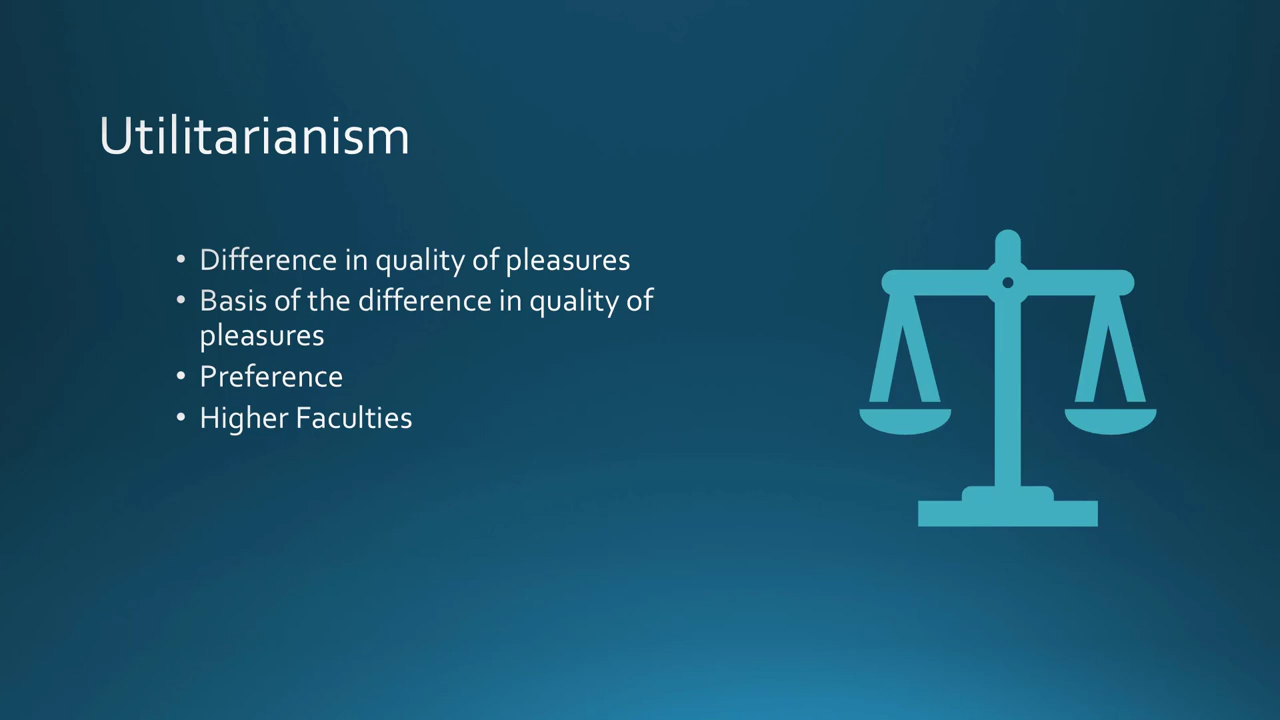 Utilitarianism
• Difference in quality of pleasures
• Basis of the difference in quality of
pleasures
• Preference
• Higher Faculties